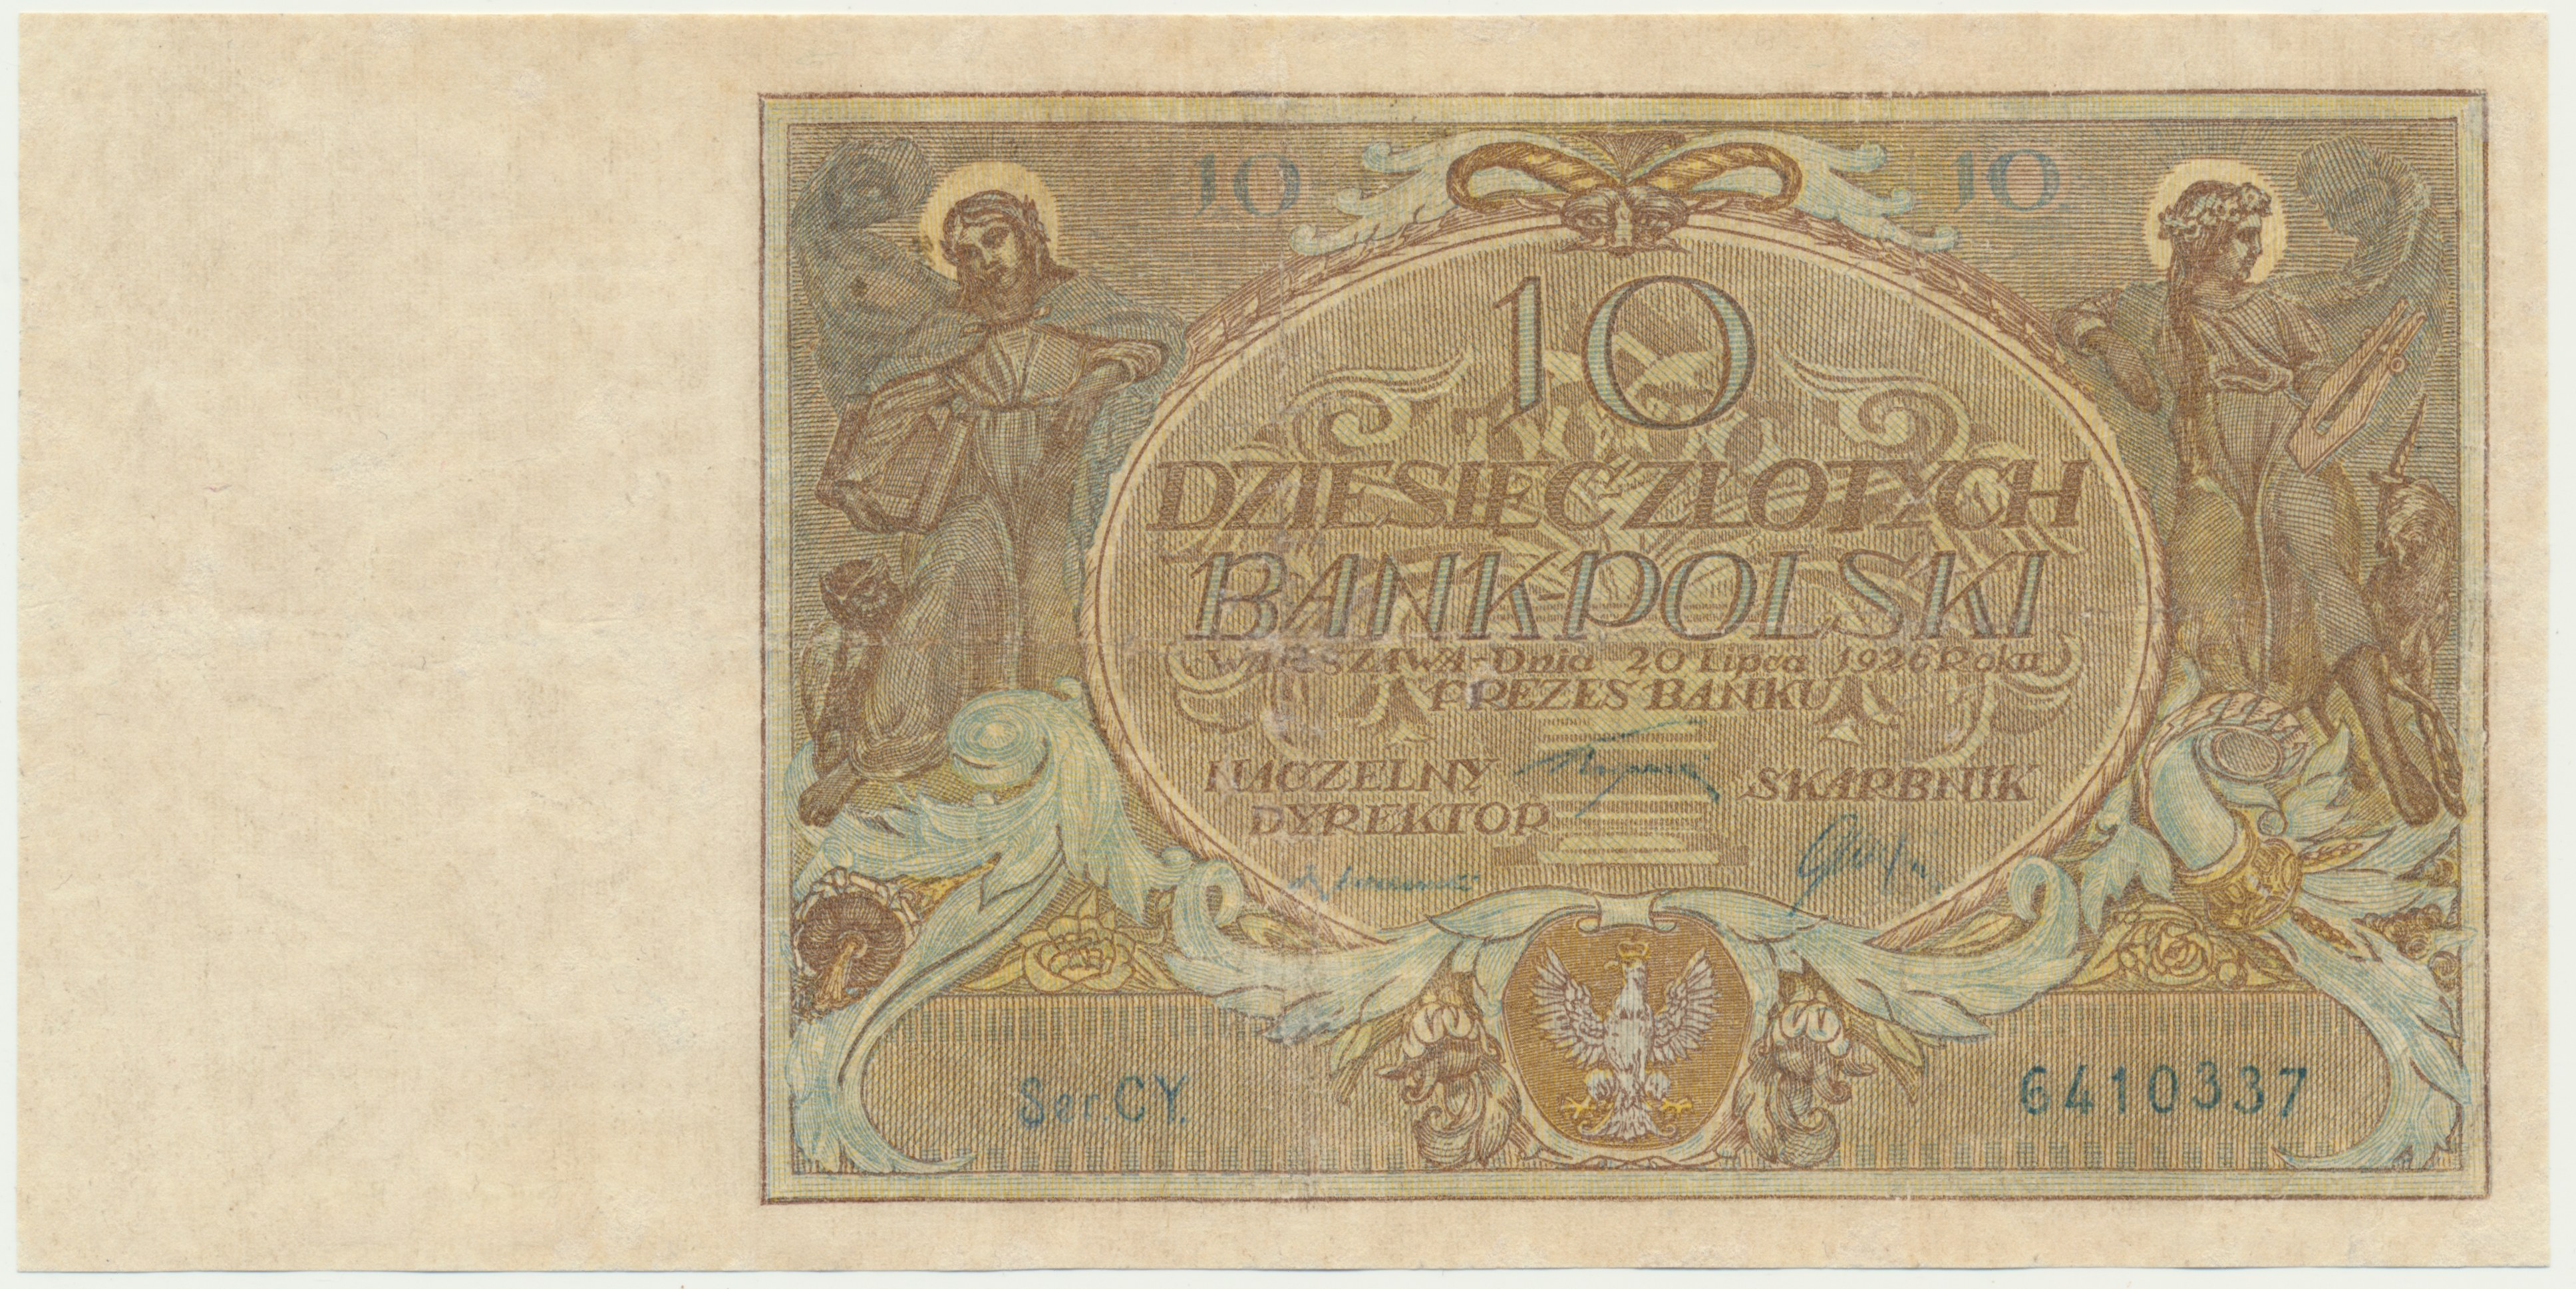 10 10
10
DZIESIĘĆ ZŁOTYCH
BANK POLSKI
WARSZAWA-Dnia 20 Lipca 1926 Roku
PREZES BANKU
NACZELNY SKARBNIK
DYREKTOR
Ser.CY. 6410337